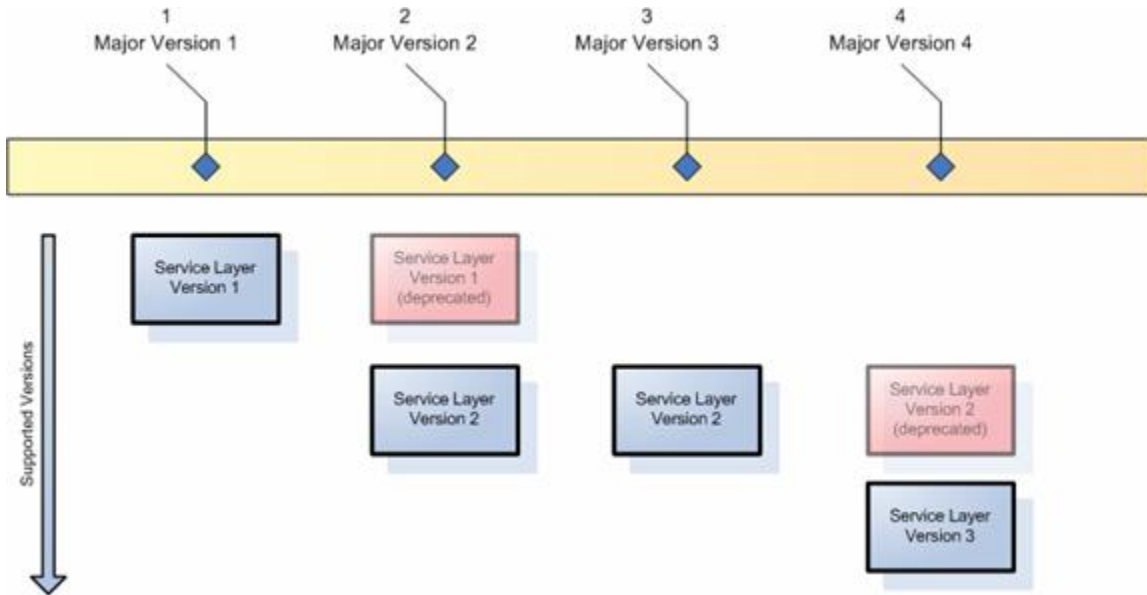 1
Major Version 1
2
Major Version 2
3
Major Version 3
4
Major Version 4
Service Layer
Version 1
Service Layer
Version 1
(deprecated)
Service Layer
Version 2
Service Layer
Version 2
Service Layer
Version 2
(deprecated)
Service Layer
Version 3
Supported Versions